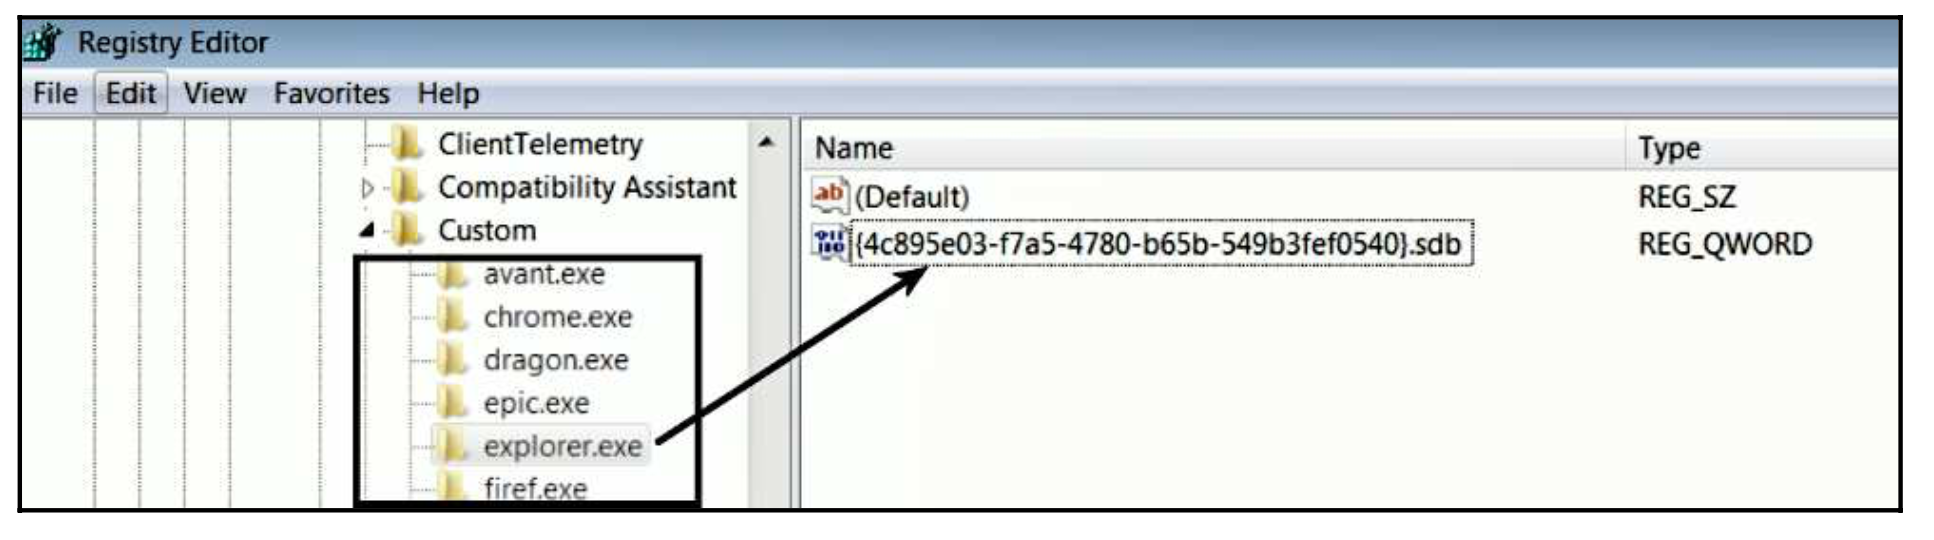 Registry Editor
File Edit View Favorites Help
ClientTelemetry
Compatibility Assistant
Custom
avant.exe
chrome.exe
dragon.exe
epic.exe
explorer.exe
firef.exe
Name Type
(Default) REG_SZ
{4c895e03-f7a5-4780-b65b-549b3fef0540}.sdb REG_QWORD